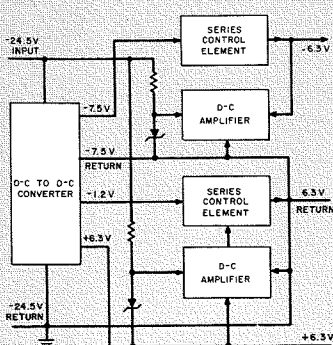 -24.5V
INPUT
SERIES
CONTROL
ELEMENT
-6.3V
-7.5V
D-C
AMPLIFIER
-7.5V
RETURN
D-C TO D-C
CONVERTER
-1.2V
SERIES
CONTROL
ELEMENT
6.3V
RETURN
+6.3V
D-C
AMPLIFIER
-24.5V
RETURN
+6.3V